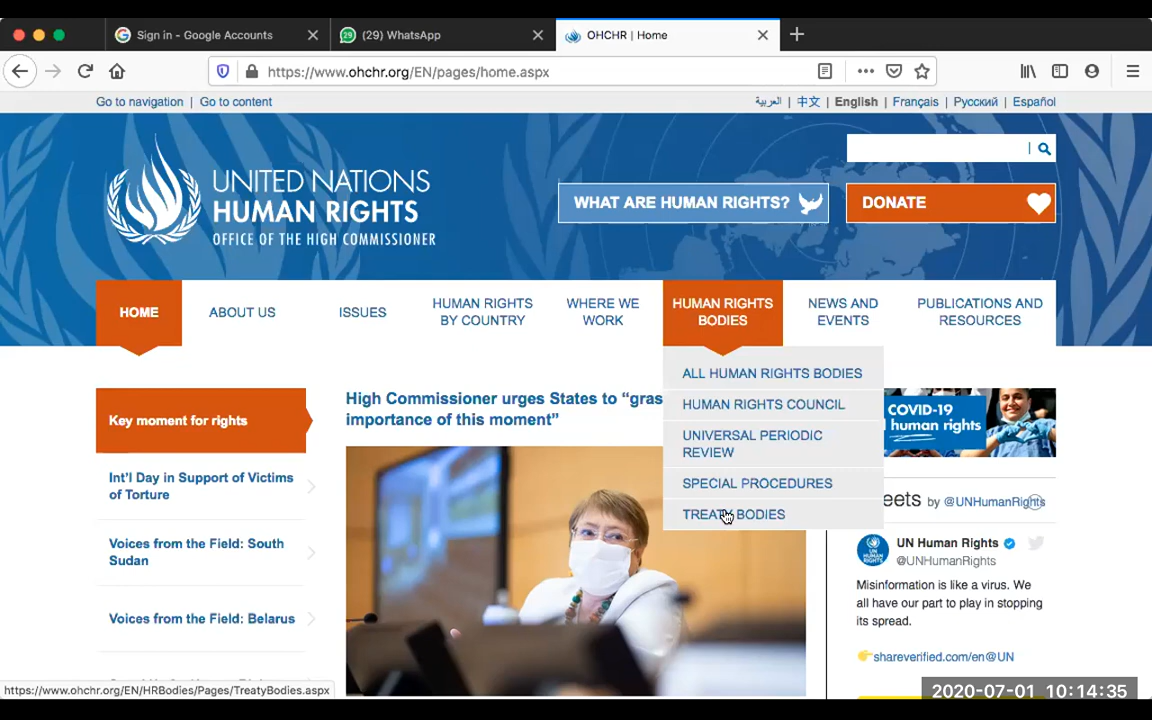 Sign in - Google Accounts
(29) WhatsApp
OHCHR | Home
https://www.ohchr.org/EN/pages/home.aspx
Go to navigation | Go to content
العربية | 中文 | English | Français | Русский | Español
UNITED NATIONS
HUMAN RIGHTS
OFFICE OF THE HIGH COMMISSIONER
WHAT ARE HUMAN RIGHTS?
DONATE
HOME
ABOUT US
ISSUES
HUMAN RIGHTS
BY COUNTRY
WHERE WE
WORK
HUMAN RIGHTS
BODIES
NEWS AND
EVENTS
PUBLICATIONS AND
RESOURCES
ALL HUMAN RIGHTS BODIES
HUMAN RIGHTS COUNCIL
UNIVERSAL PERIODIC
REVIEW
SPECIAL PROCEDURES
TREATY BODIES
Key moment for rights
Int'l Day in Support of Victims
of Torture
Voices from the Field: South
Sudan
Voices from the Field: Belarus
High Commissioner urges States to “gras
importance of this moment”
COVID-19
human rights
eets by @UNHumanRights
UN Human Rights
@UNHumanRights
Misinformation is like a virus. We
all have our part to play in stopping
its spread.
shareverified.com/en@UN
https://www.ohchr.org/EN/HRBodies/Pages/TreatyBodies.aspx
2020-07-01 10:14:35